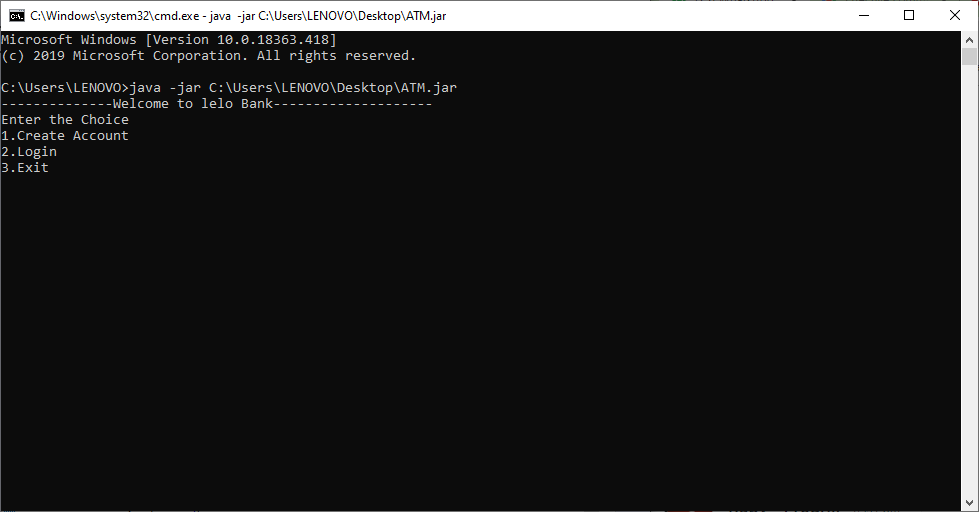 C:\Windows\system32\cmd.exe - java -jar C:\Users\LENOVO\Desktop\ATM.jar
Microsoft Windows [Version 10.0.18363.418]
(c) 2019 Microsoft Corporation. All rights reserved.
C:\Users\LENOVO>java -jar C:\Users\LENOVO\Desktop\ATM.jar
--------------Welcome to lelo Bank--------------------
Enter the Choice
1.Create Account
2.Login
3.Exit